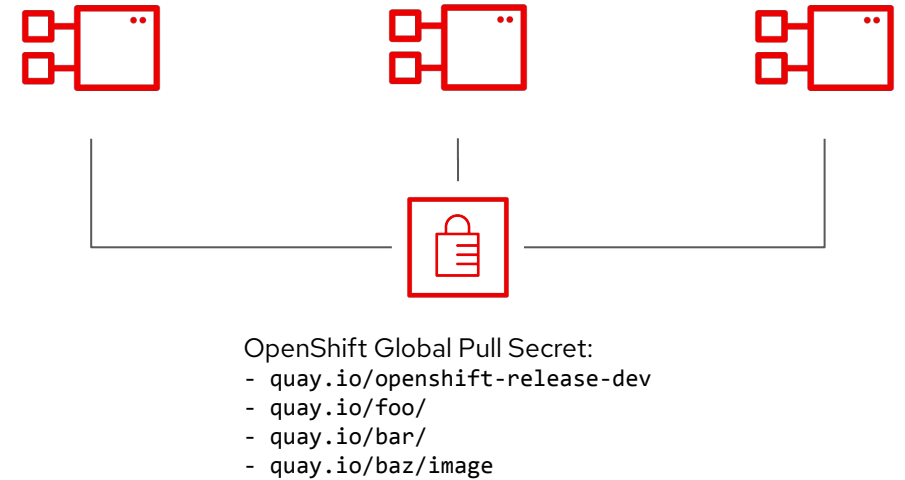 OpenShift Global Pull Secret:
- quay.io/openshift-release-dev
- quay.io/foo/
- quay.io/bar/
- quay.io/baz/image